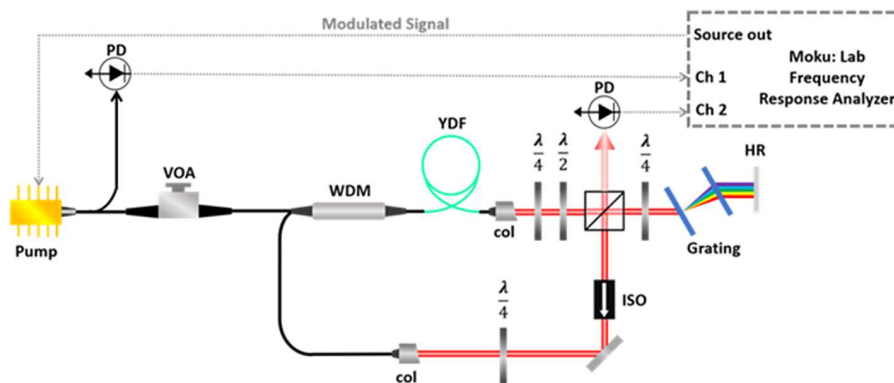 Modulated Signal
Source out
PD
Ch 1
Moku: Lab
Frequency
Response Analyzer
PD
Ch 2
YDF
λ
4
λ
2
λ
4
HR
VOA
WDM
col
Pump
Grating
λ
4
ISO
col